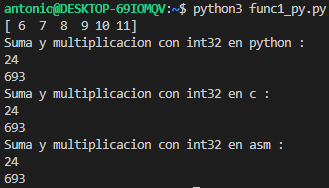 antonio@DESKTOP-69IOMQV:~$ python3 func1_py.py
[ 6  7  8  9 10 11]
Suma y multiplicacion con int32 en python :
24
693
Suma y multiplicacion con int32 en c :
24
693
Suma y multiplicacion con int32 en asm :
24
693